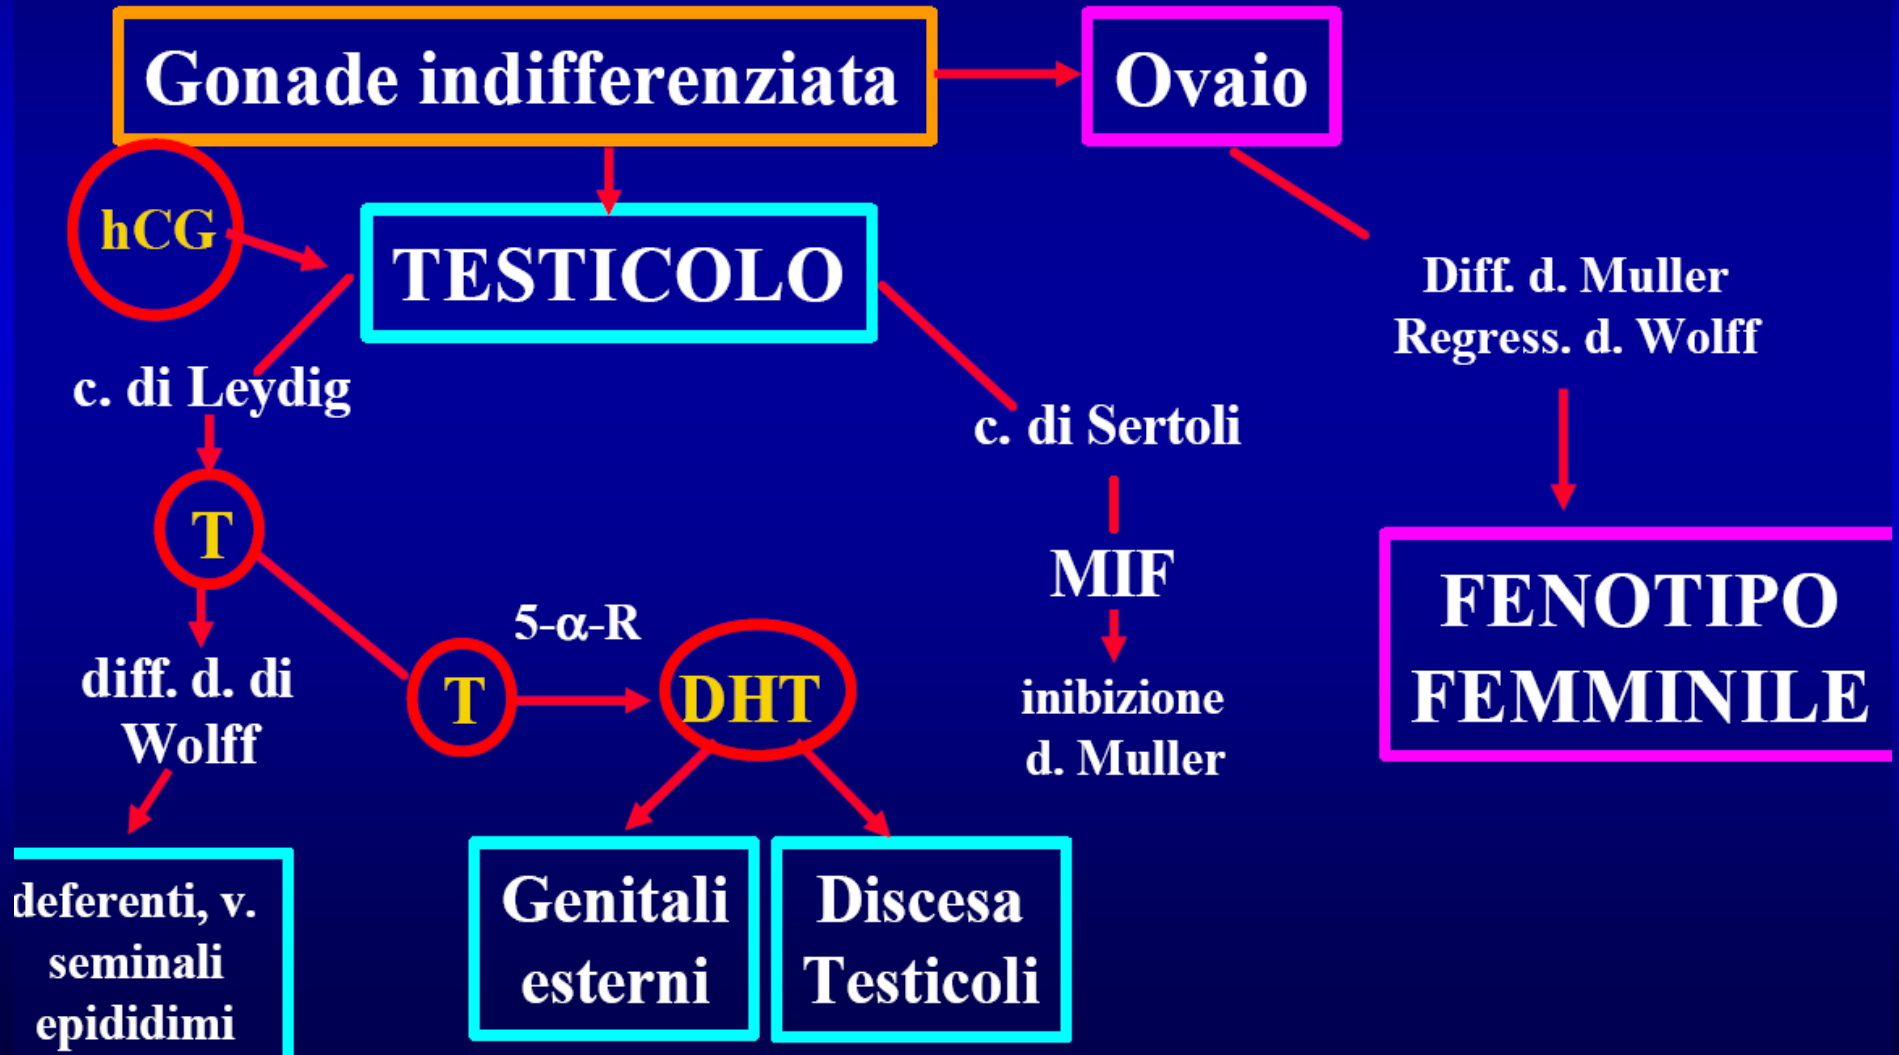 Gonade indifferenziata
Ovaio
hCG
TESTICOLO
Diff. d. Muller
Regress. d. Wolff
c. di Leydig
c. di Sertoli
T
MIF
FENOTIPO
FEMMINILE
5-α-R
diff. d. di
Wolff
T
DHT
inibizione
d. Muller
deferenti, v.
seminali
epididimi
Genitali
esterni
Discesa
Testicoli